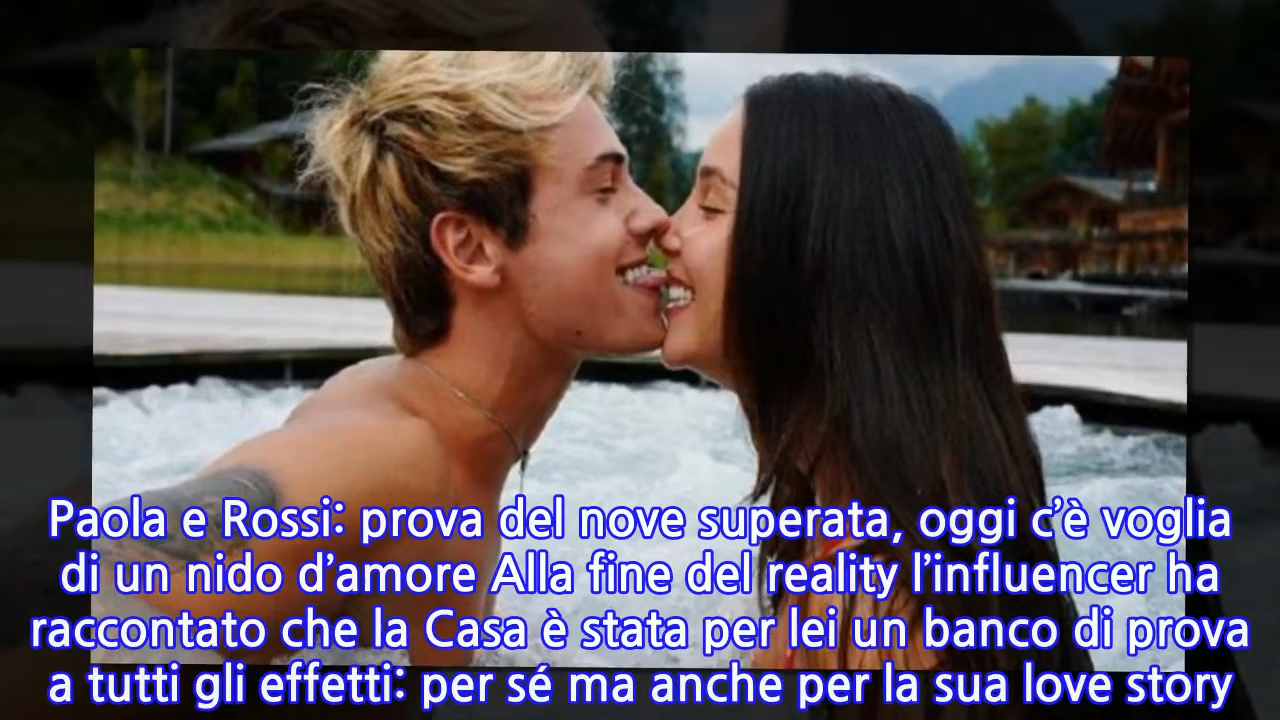 Paola e Rossi: prova del nove superata, oggi c’è voglia
di un nido d’amore Alla fine del reality l’influencer ha
raccontato che la Casa è stata per lei un banco di prova
a tutti gli effetti: per sé ma anche per la sua love story